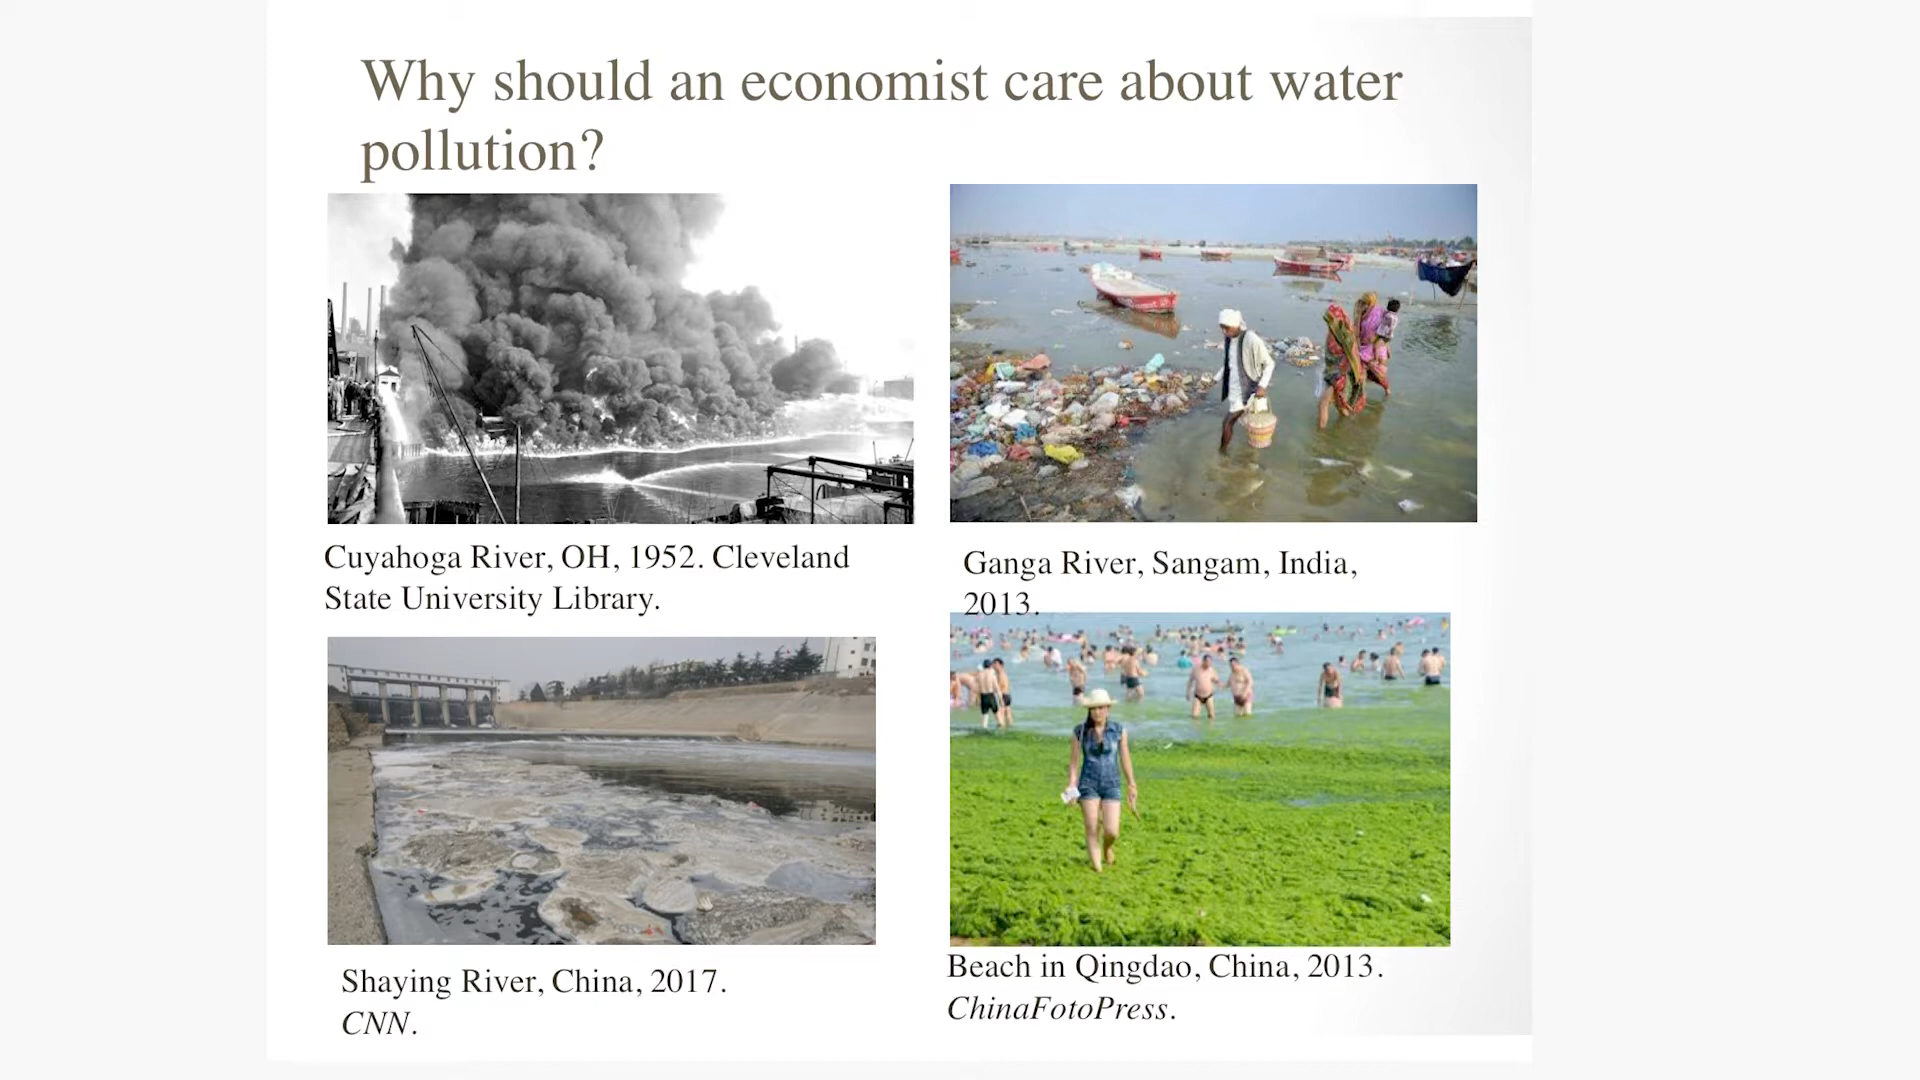 Why should an economist care about water
pollution?
Cuyahoga River, OH, 1952. Cleveland
State University Library.
Ganga River, Sangam, India,
2013.
Shaying River, China, 2017.
CNN.
Beach in Qingdao, China, 2013.
ChinaFotoPress.